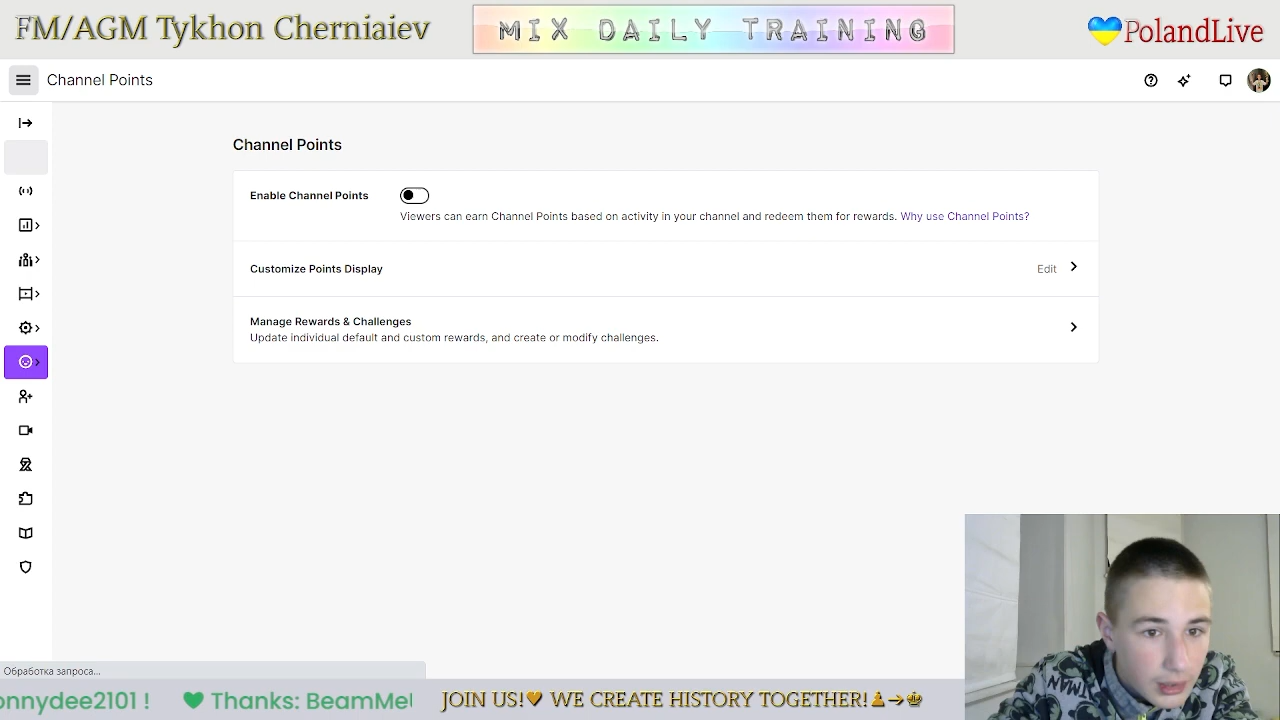 FM/AGM Tykhon Cherniaiev
MIX DAILY TRAINING
PolandLive
Channel Points
Channel Points
Enable Channel Points
Viewers can earn Channel Points based on activity in your channel and redeem them for rewards. Why use Channel Points?
Customize Points Display
Edit
Manage Rewards & Challenges
Update individual default and custom rewards, and create or modify challenges.
Обработка запроса...
onnydee2101 !
Thanks: BeamMe
JOIN US! WE CREATE HISTORY TOGETHER!